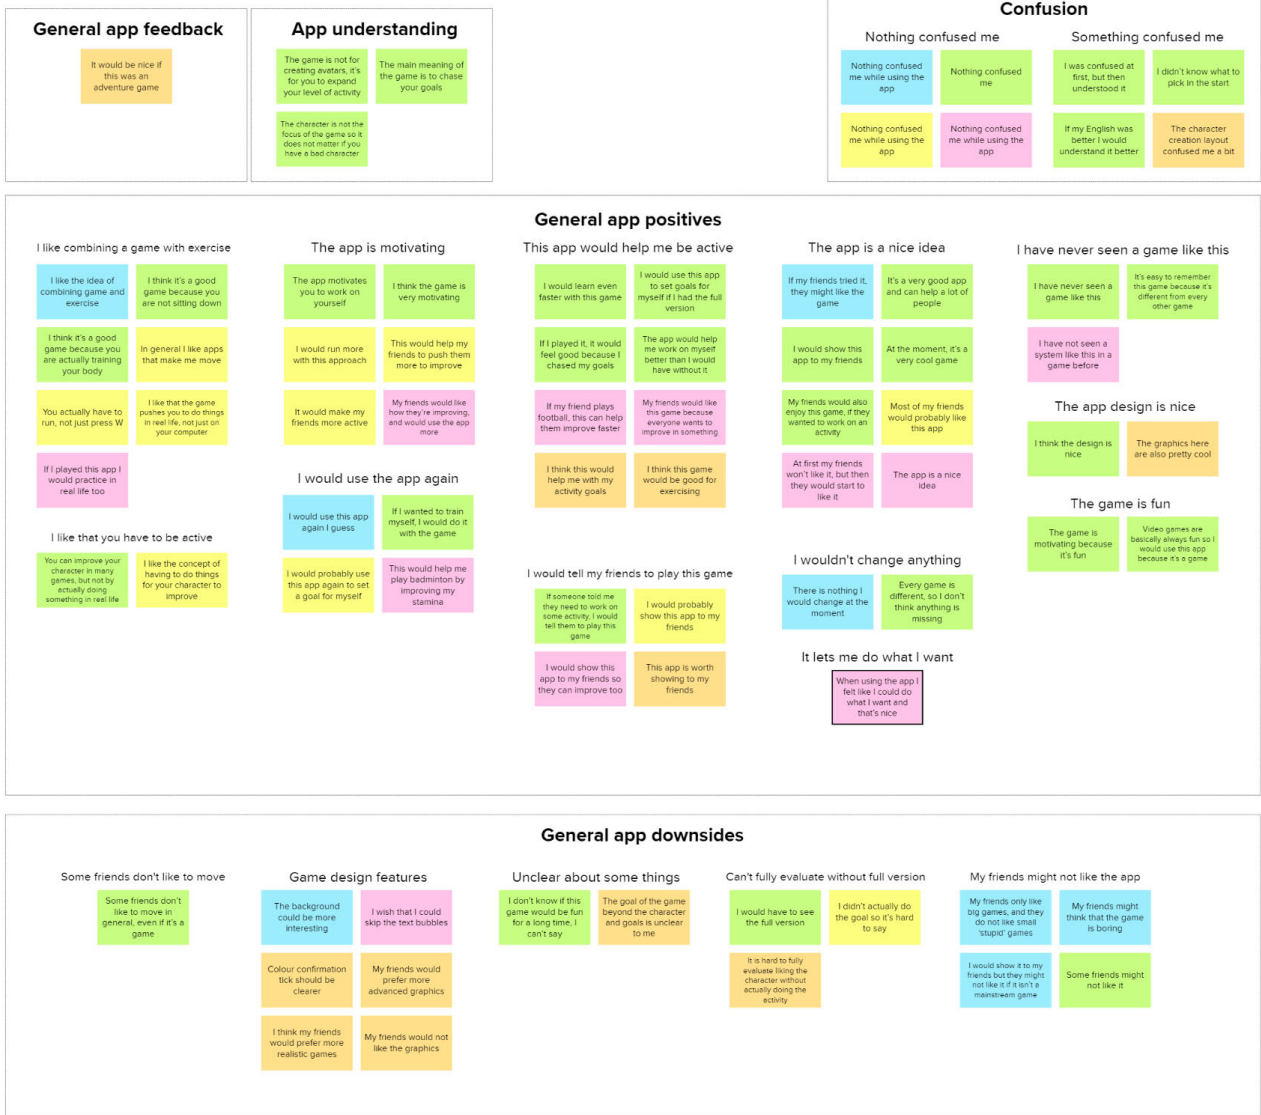 General app feedback
It would be nice if
this was an
adventure game
App understanding
The game is not for
creating avatars, it's
for you to expand
your level of activity
The main meaning of
the game is to chase
your goals
The character is not the
focus of the game so it
does not matter if you
have a bad character
Confusion
Nothing confused me
Nothing confused
me while using the
app
Nothing confused
me
Nothing confused
me while using the
app
Nothing confused
me while using the
app
Something confused me
I was confused at
first, but then
understood it
I didn't know what to
pick in the start
If my English was
better I would
understand it better
The character
creation layout
confused me a bit
General app positives
I like combining a game with exercise
I like the idea of
combining game and
exercise
I think it's a good
game because you
are not sitting down
I think it's a good
game because you
are actually training
your body
In general I like apps
that make me move
You actually have to
run, not just press W
I like that the game
pushes you to do things
in real life, not just on
your computer
If I played this app I
would practice in
real life too
I like that you have to be active
You can improve your
character in many
games, but not by
actually doing
something in real life
I like the concept of
having to do things
for your character to
improve
The app is motivating
The app motivates
you to work on
yourself
I think the game is
very motivating
I would run more
with this approach
This would help my
friends to push them
more to improve
It would make my
friends more active
My friends would like
how they're improving,
and would use the app
more
I would use the app again
I would use this app
again I guess
If I wanted to train
myself, I would do it
with the game
I would probably use
this app again to set
a goal for myself
This would help me
play badminton by
improving my
stamina
This app would help me be active
I would learn even
faster with this game
I would use this app
to set goals for
myself if I had the full
version
If I played it, it would
feel good because I
chased my goals
The app would help
me work on myself
better than I would
have without it
If my friend plays
football, this can help
them improve faster
My friends would like
this game because
everyone wants to
improve in something
I think this would
help me with my
activity goals
I think this game
would be good for
exercising
I would tell my friends to play this game
If someone told me
they need to work on
some activity, I would
tell them to play this
game
I would probably
show this app to my
friends
I would show this
app to my friends so
they can improve too
This app is worth
showing to my
friends
The app is a nice idea
If my friends tried it,
they might like the
game
It's a very good app
and can help a lot of
people
I would show this
app to my friends
At the moment, it's a
very cool game
My friends would also
enjoy this game, if they
wanted to work on an
activity
Most of my friends
would probably like
this app
At first my friends
won't like it, but then
they would start to
like it
The app is a nice
idea
I wouldn't change anything
There is nothing I
would change at the
moment
Every game is
different, so I don't
think anything is
missing
It lets me do what I want
When using the app I
felt like I could do
what I want and
that's nice
I have never seen a game like this
I have never seen a
game like this
It's easy to remember
this game because it's
different from every
other game
I have not seen a
system like this in a
game before
The app design is nice
I think the design is
nice
The graphics here
are also pretty cool
The game is fun
The game is
motivating because
it's fun
Video games are
basically always fun so I
would use this app
because it's a game
General app downsides
Some friends don't like to move
Some friends don't
like to move in
general, even if it's a
game
Game design features
The background
could be more
interesting
I wish that I could
skip the text bubbles
Colour confirmation
tick should be
clearer
My friends would
prefer more
advanced graphics
I think my friends
would prefer more
realistic games
My friends would not
like the graphics
Unclear about some things
I don't know if this
game would be fun
for a long time, I
can't say
The goal of the game
beyond the character
and goals is unclear
to me
Can't fully evaluate without full version
I would have to see
the full version
I didn't actually do
the goal so it's hard
to say
It is hard to fully
evaluate liking the
character without
actually doing the
activity
My friends might not like the app
My friends only like
big games, and they
do not like small
'stupid' games
My friends might
think that the game
is boring
I would show it to my
friends but they might
not like it if it isn't a
mainstream game
Some friends might
not like it